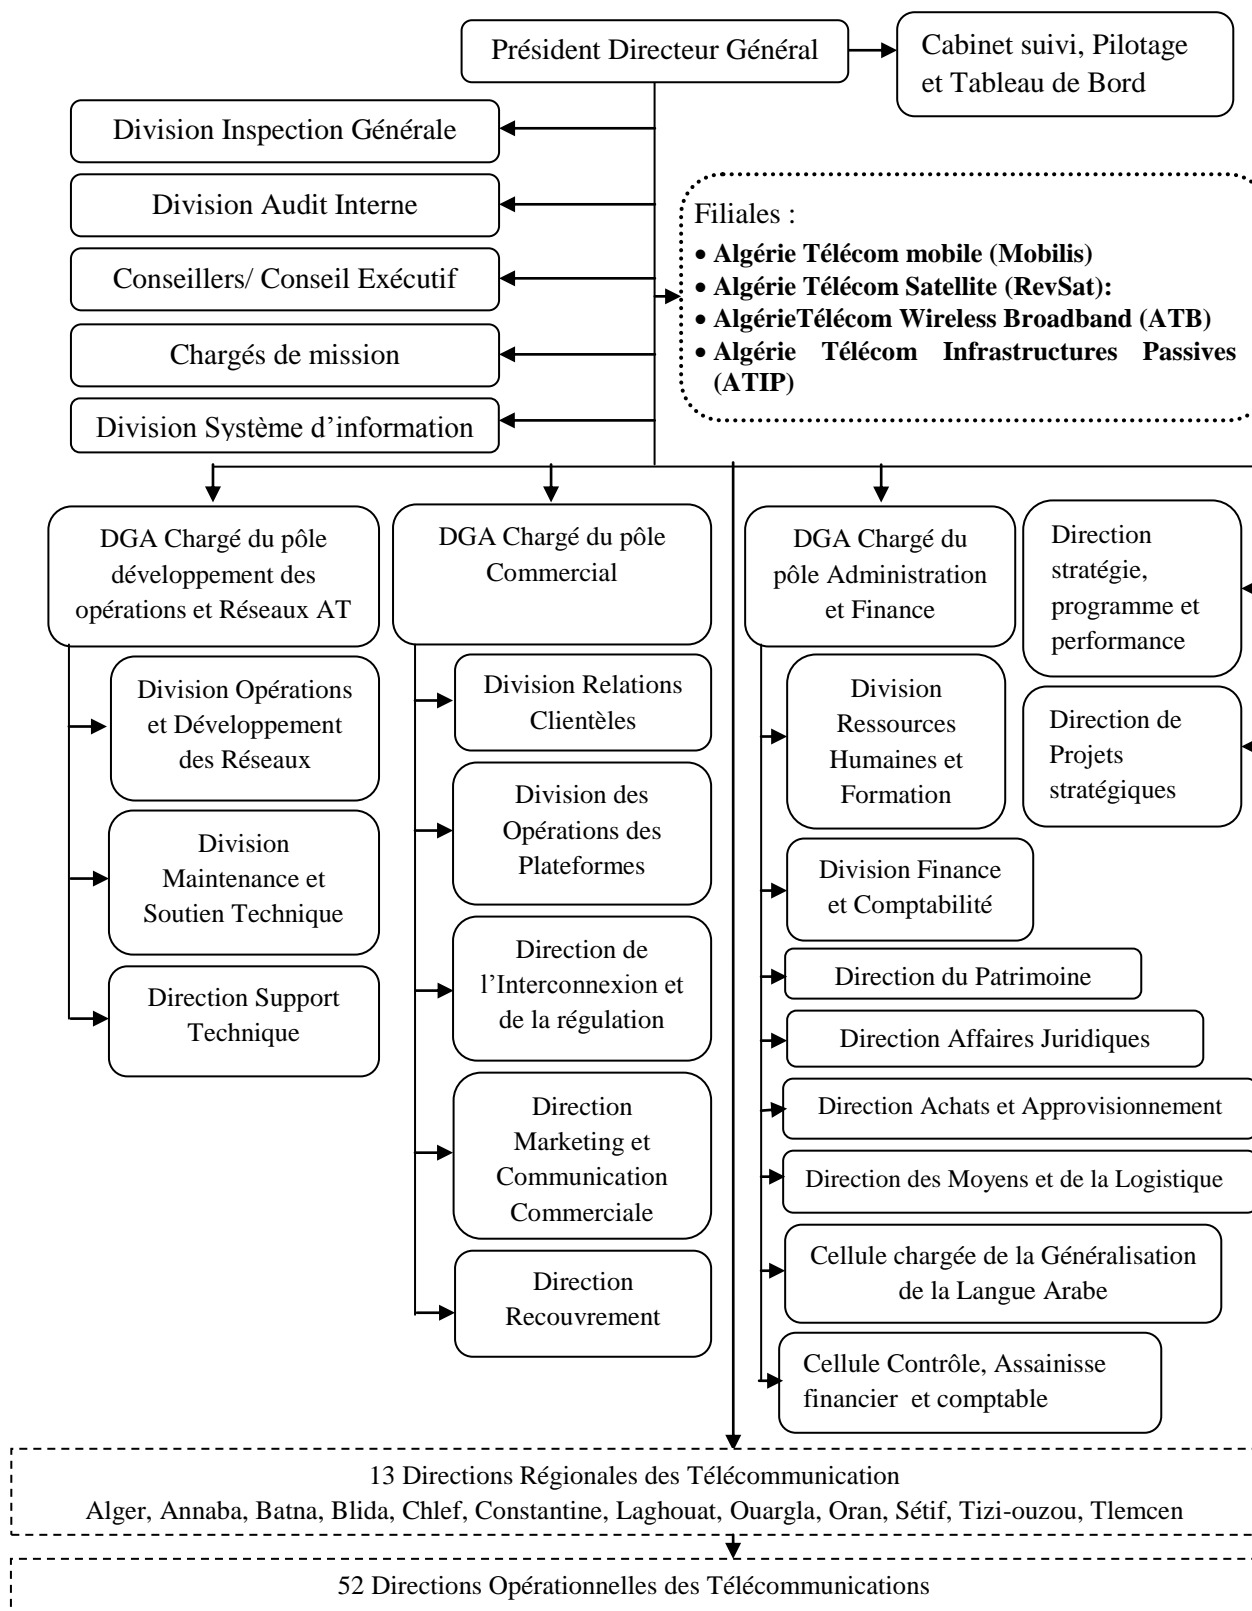 Président Directeur Général
Cabinet suivi, Pilotage
et Tableau de Bord
Division Inspection Générale
Division Audit Interne
Conseillers/ Conseil Exécutif
Chargés de mission
Division Système d’information
Filiales :
• Algérie Télécom mobile (Mobilis)
• Algérie Télécom Satellite (RevSat):
• AlgérieTélécom Wireless Broadband (ATB)
• Algérie Télécom Infrastructures Passives
(ATIP)
DGA Chargé du pôle
développement des
opérations et Réseaux AT
Division Opérations
et Développement
des Réseaux
Division
Maintenance et
Soutien Technique
Direction Support
Technique
DGA Chargé du pôle
Commercial
Division Relations
Clientèles
Division des
Opérations des
Plateformes
Direction de
l’Interconnexion et
de la régulation
Direction
Marketing et
Communication
Commerciale
Direction
Recouvrement
DGA Chargé du
pôle Administration
et Finance
Division
Ressources
Humaines et
Formation
Division Finance
et Comptabilité
Direction du Patrimoine
Direction Affaires Juridiques
Direction Achats et Approvisionnement
Direction des Moyens et de la Logistique
Cellule chargée de la Généralisation
de la Langue Arabe
Cellule Contrôle, Assainisse
financier et comptable
Direction
stratégie,
programme et
performance
Direction de
Projets
stratégiques
13 Directions Régionales des Télécommunication
Alger, Annaba, Batna, Blida, Chlef, Constantine, Laghouat, Ouargla, Oran, Sétif, Tizi-ouzou, Tlemcen
52 Directions Opérationnelles des Télécommunications